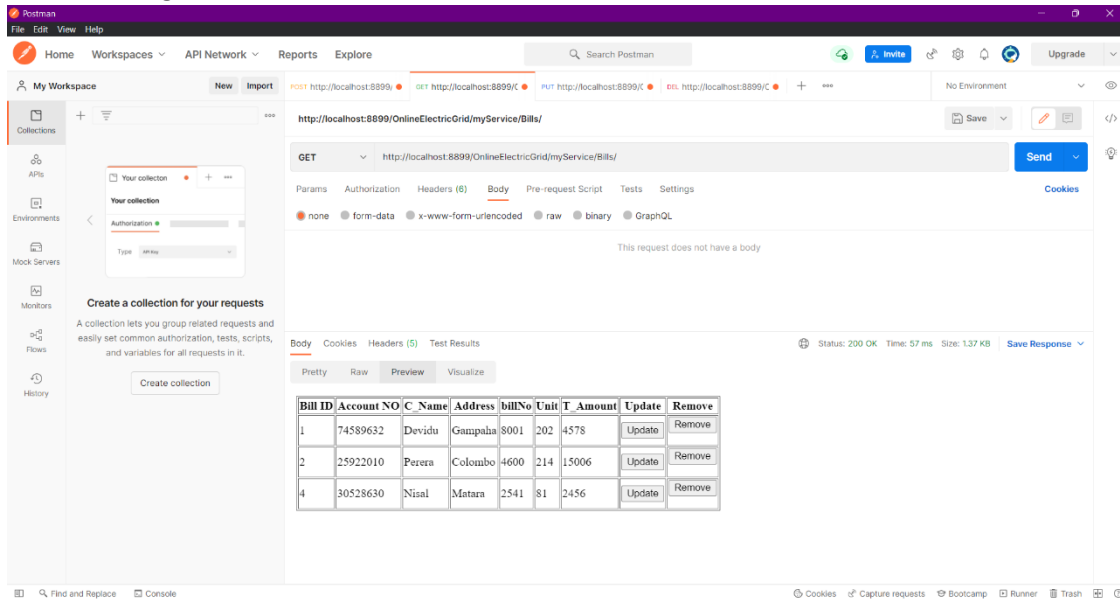 Postman
File Edit View Help
Home Workspaces API Network Reports Explore Search Postman Invite Upgrade
My Workspace New Import POST http://localhost:8899/ GET http://localhost:8899/C PUT http://localhost:8899/C DEL http://localhost:8899/C + No Environment
Collections
APIs
Environments
Mock Servers
Monitors
Flows
History
Your collecton
Your collection
Authorization
Type API Key
Create a collection for your requests
A collection lets you group related requests and
easily set common authorization, tests, scripts,
and variables for all requests in it.
Create collection
http://localhost:8899/OnlineElectricGrid/myService/Bills/ Save
GET http://localhost:8899/OnlineElectricGrid/myService/Bills/ Send
Params Authorization Headers (6) Body Pre-request Script Tests Settings Cookies
none form-data x-www-form-urlencoded raw binary GraphQL
This request does not have a body
Body Cookies Headers (5) Test Results Status: 200 OK Time: 57 ms Size: 1.37 KB Save Response
Pretty Raw Preview Visualize
Bill ID Account NO C_Name Address billNo Unit T_Amount Update Remove
1 74589632 Devidu Gampaha 8001 202 4578 Update Remove
2 25922010 Perera Colombo 4600 214 15006 Update Remove
4 30528630 Nisal Matara 2541 81 2456 Update Remove
Find and Replace Console Cookies Capture requests Bootcamp Runner Trash